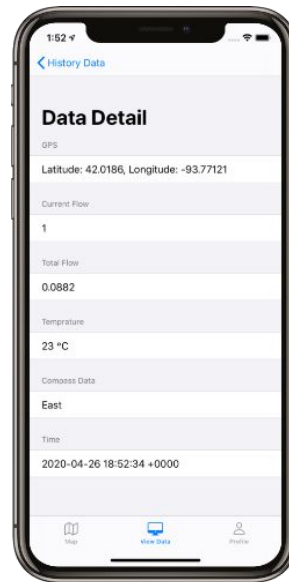 1:52
History Data
Data Detail
GPS
Latitude: 42.0186, Longitude: -93.77121
Current Flow
1
Total Flow
0.0882
Temprature
23 °C
Compass Data
East
Time
2020-04-26 18:52:34 +0000
Map
View Data
Profile